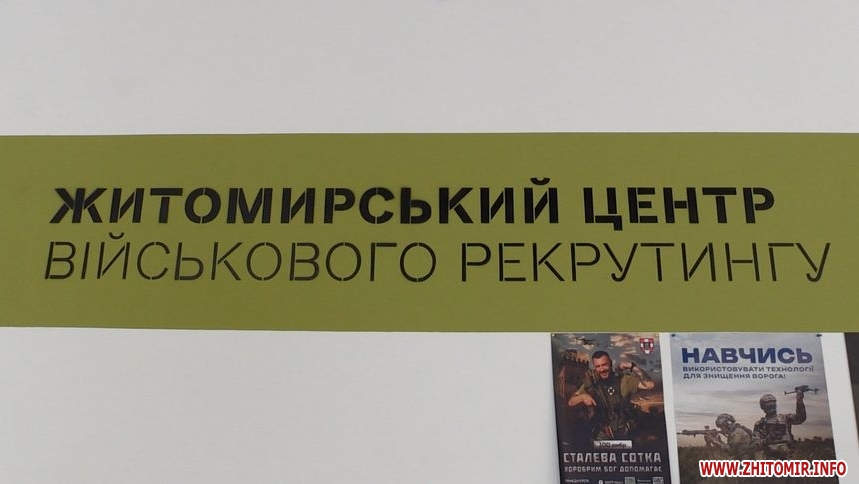 ЖИТОМИРСЬКИЙ ЦЕНТР
ВІЙСЬКОВОГО РЕКРУТИНГУ
НАВЧИСЬ
ВИКОРИСТОВУВАТИ ТЕХНОЛОГІЇ
ДЛЯ ЗНИЩЕННЯ ВОРОГА!
СТАЛЕВА СОТКА
ХОРОБРИМ БОГ ДОПОМАГАЄ
WWW.ZHITOMIR.INFO